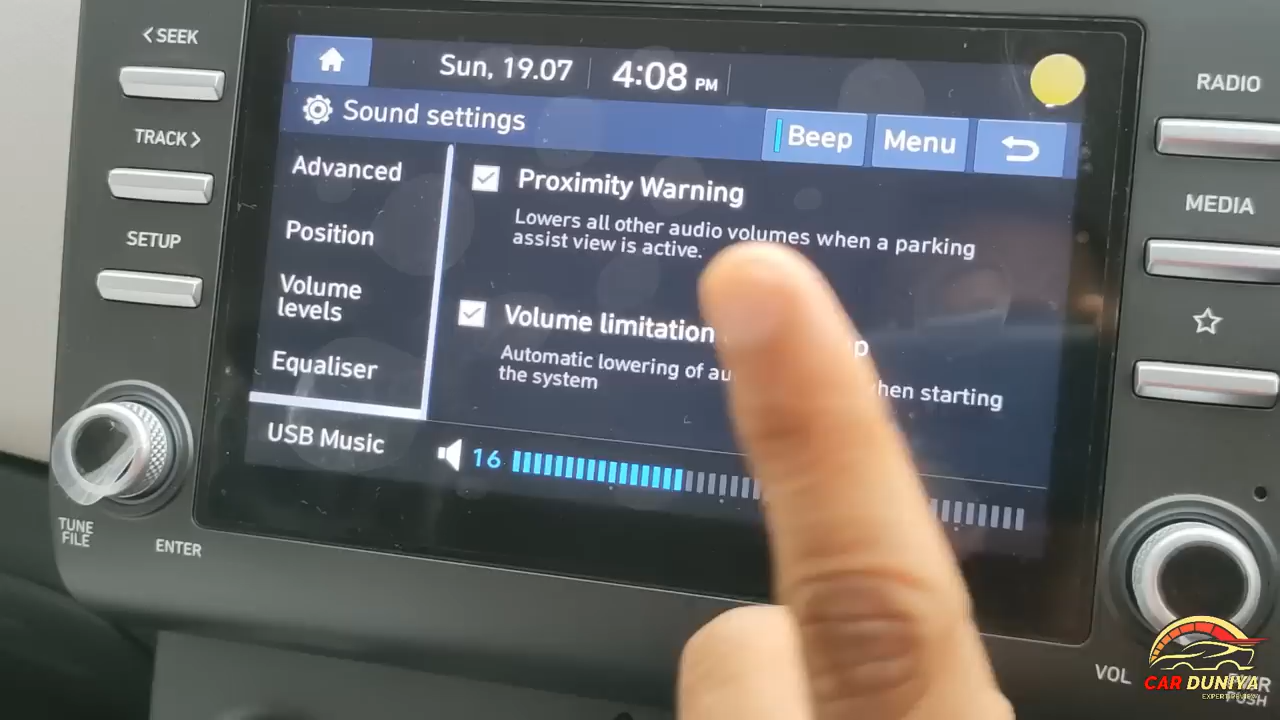 <SEEK
TRACK>
SETUP
TUNE
FILE
ENTER
Sun, 19.07
4:08 PM
Sound settings
Beep
Menu
Advanced
Position
Volume
levels
Equaliser
Proximity Warning
Lowers all other audio volumes when a parking
assist view is active.
Volume limitation
Automatic lowering of
when starting
the system
USB Music
16
RADIO
MEDIA
VOL
PUSH
CAR DUNIYA